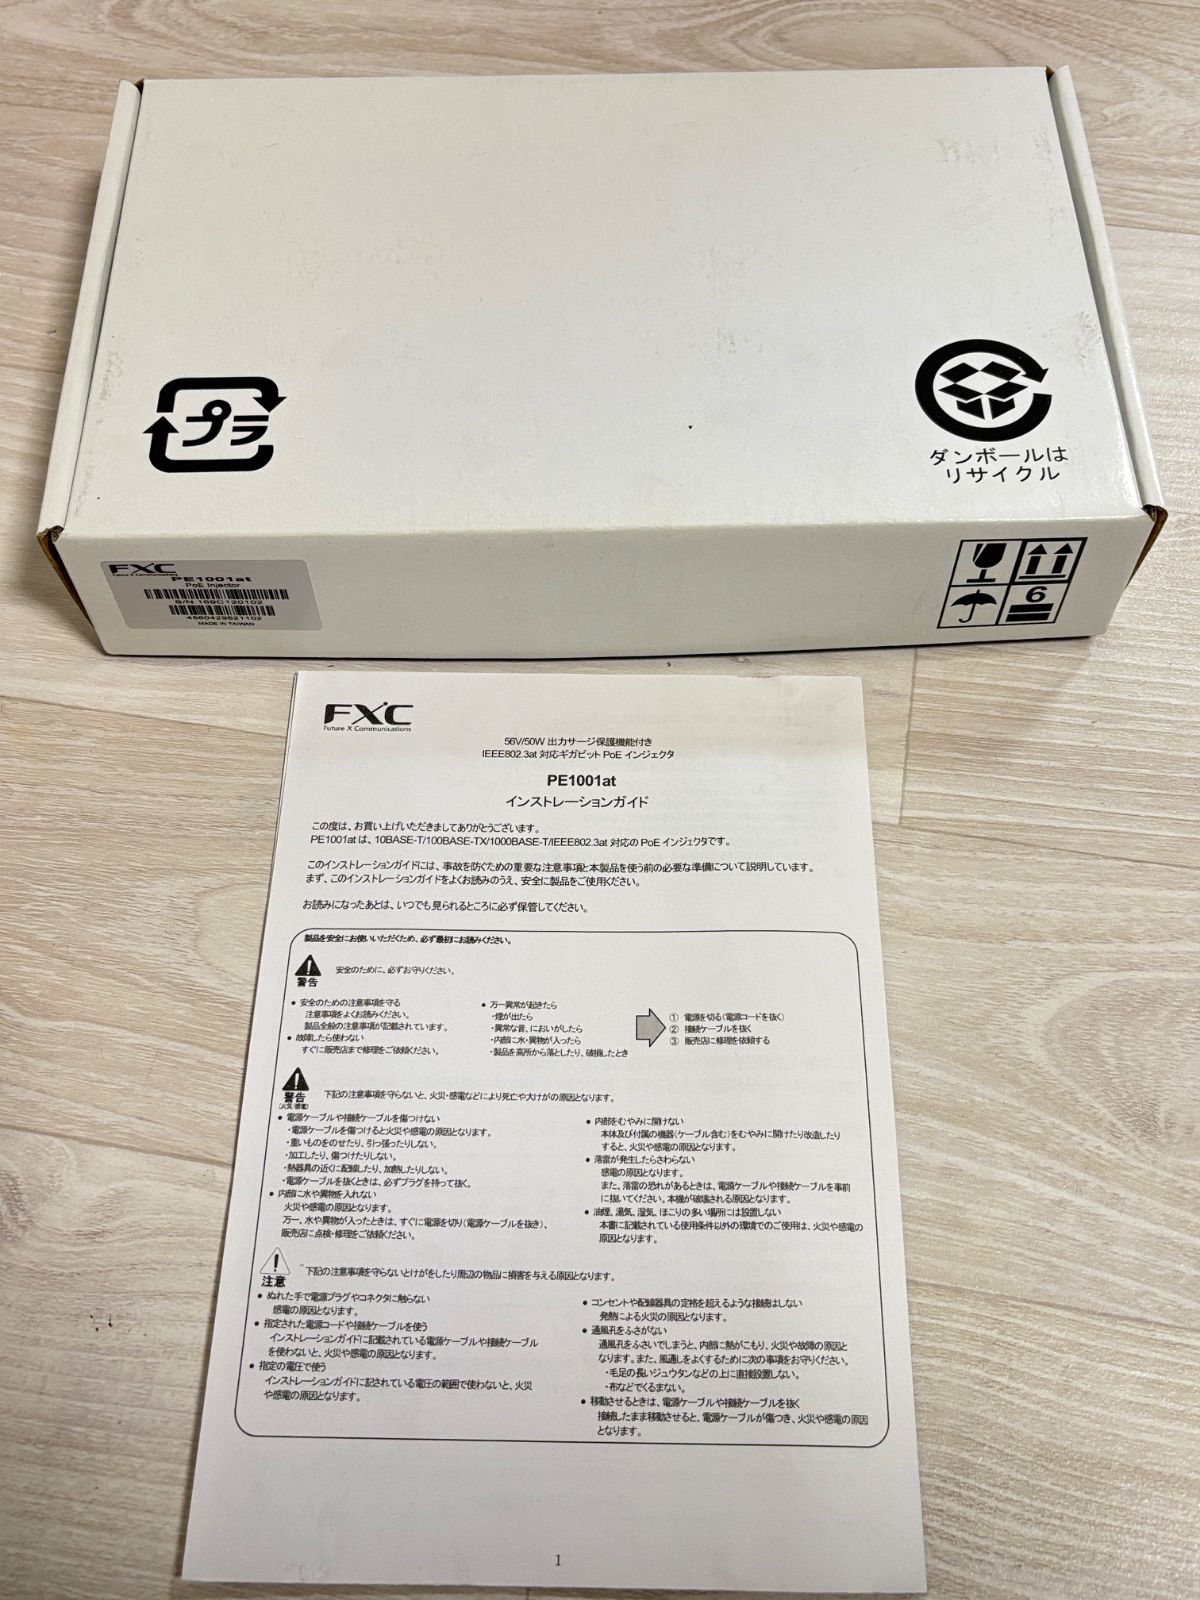 プラ
ダンボールは
リサイクル
FXC
Future X Communications
PE1001at
PoE Injector
S/N 169C120102
4560429621102
MADE IN TAIWAN
6
FXC
Future X Communications
56V/50W 出力サージ保護機能付き
IEEE802.3at 対応ギガビット PoE インジェクタ
PE1001at
インストレーションガイド
この度は、お買い上げいただきましてありがとうございます。
PE1001at は、10BASE-T/100BASE-TX/1000BASE-T/IEEE802.3at 対応の PoE インジェクタです。
このインストレーションガイドには、事故を防ぐための重要な注意事項と本製品を使う前の必要な準備について説明しています。
まず、このインストレーションガイドをよくお読みのうえ、安全に製品をご使用ください。
お読みになったあとは、いつでも見られるところに必ず保管してください。
製品を安全にお使いいただくため、必ず最初にお読みください。
警告
安全のために、必ずお守りください。
● 安全のための注意事項を守る
注意事項をよくお読みください。
製品全般の注意事項が記載されています。
● 故障したら使わない
すぐに販売店まで修理をご依頼ください。
● 万一異常が起きたら
・煙が出たら
・異常な音、においがしたら
・内部に水・異物が入ったら
・製品を高所から落としたり、破損したとき
① 電源を切る(電源コードを抜く)
② 接続ケーブルを抜く
③ 販売店に修理を依頼する
警告
(火災/感電)
下記の注意事項を守らないと、火災・感電などにより死亡や大けがの原因となります。
● 電源ケーブルや接続ケーブルを傷つけない
・電源ケーブルを傷つけると火災や感電の原因となります。
・重いものをのせたり、引っ張ったりしない。
・加工したり、傷つけたりしない。
・熱器具の近くに配線したり、加熱したりしない。
・電源ケーブルを抜くときは、必ずプラグを持って抜く。
● 内部に水や異物を入れない
火災や感電の原因となります。
万一、水や異物が入ったときは、すぐに電源を切り(電源ケーブルを抜き)、
販売店に点検・修理をご依頼ください。
● 内部をむやみに開けない
本体及び付属の機器(ケーブル含む)をむやみに開けたり改造したり
すると、火災や感電の原因となります。
● 落雷が発生したらさわらない
感電の原因となります。
また、落雷の恐れがあるときは、電源ケーブルや接続ケーブルを事前
に抜いてください。本機が破壊される原因となります。
● 油煙、湯気、湿気、ほこりの多い場所には設置しない
本書に記載されている使用条件以外の環境でのご使用は、火災や感電の
原因となります。
注意
下記の注意事項を守らないとけがをしたり周辺の物品に損害を与える原因となります。
● ぬれた手で電源プラグやコネクタに触らない
感電の原因となります。
● 指定された電源コードや接続ケーブルを使う
インストレーションガイドに記載されている電源ケーブルや接続ケーブル
を使わないと、火災や感電の原因となります。
● 指定の電圧で使う
インストレーションガイドに記されている電圧の範囲で使わないと、火災
や感電の原因となります。
● コンセントや配線器具の定格を超えるような接続はしない
発熱による火災の原因となります。
● 通風孔をふさがない
通風孔をふさいでしまうと、内部に熱がこもり、火災や故障の原因と
なります。また、風通しをよくするために次の事項をお守りください。
・毛足の長いジュウタンなどの上に直接設置しない。
・布などでくるまない。
● 移動させるときは、電源ケーブルや接続ケーブルを抜く
接続したまま移動させると、電源ケーブルが傷つき、火災や感電の原因
となります。
1